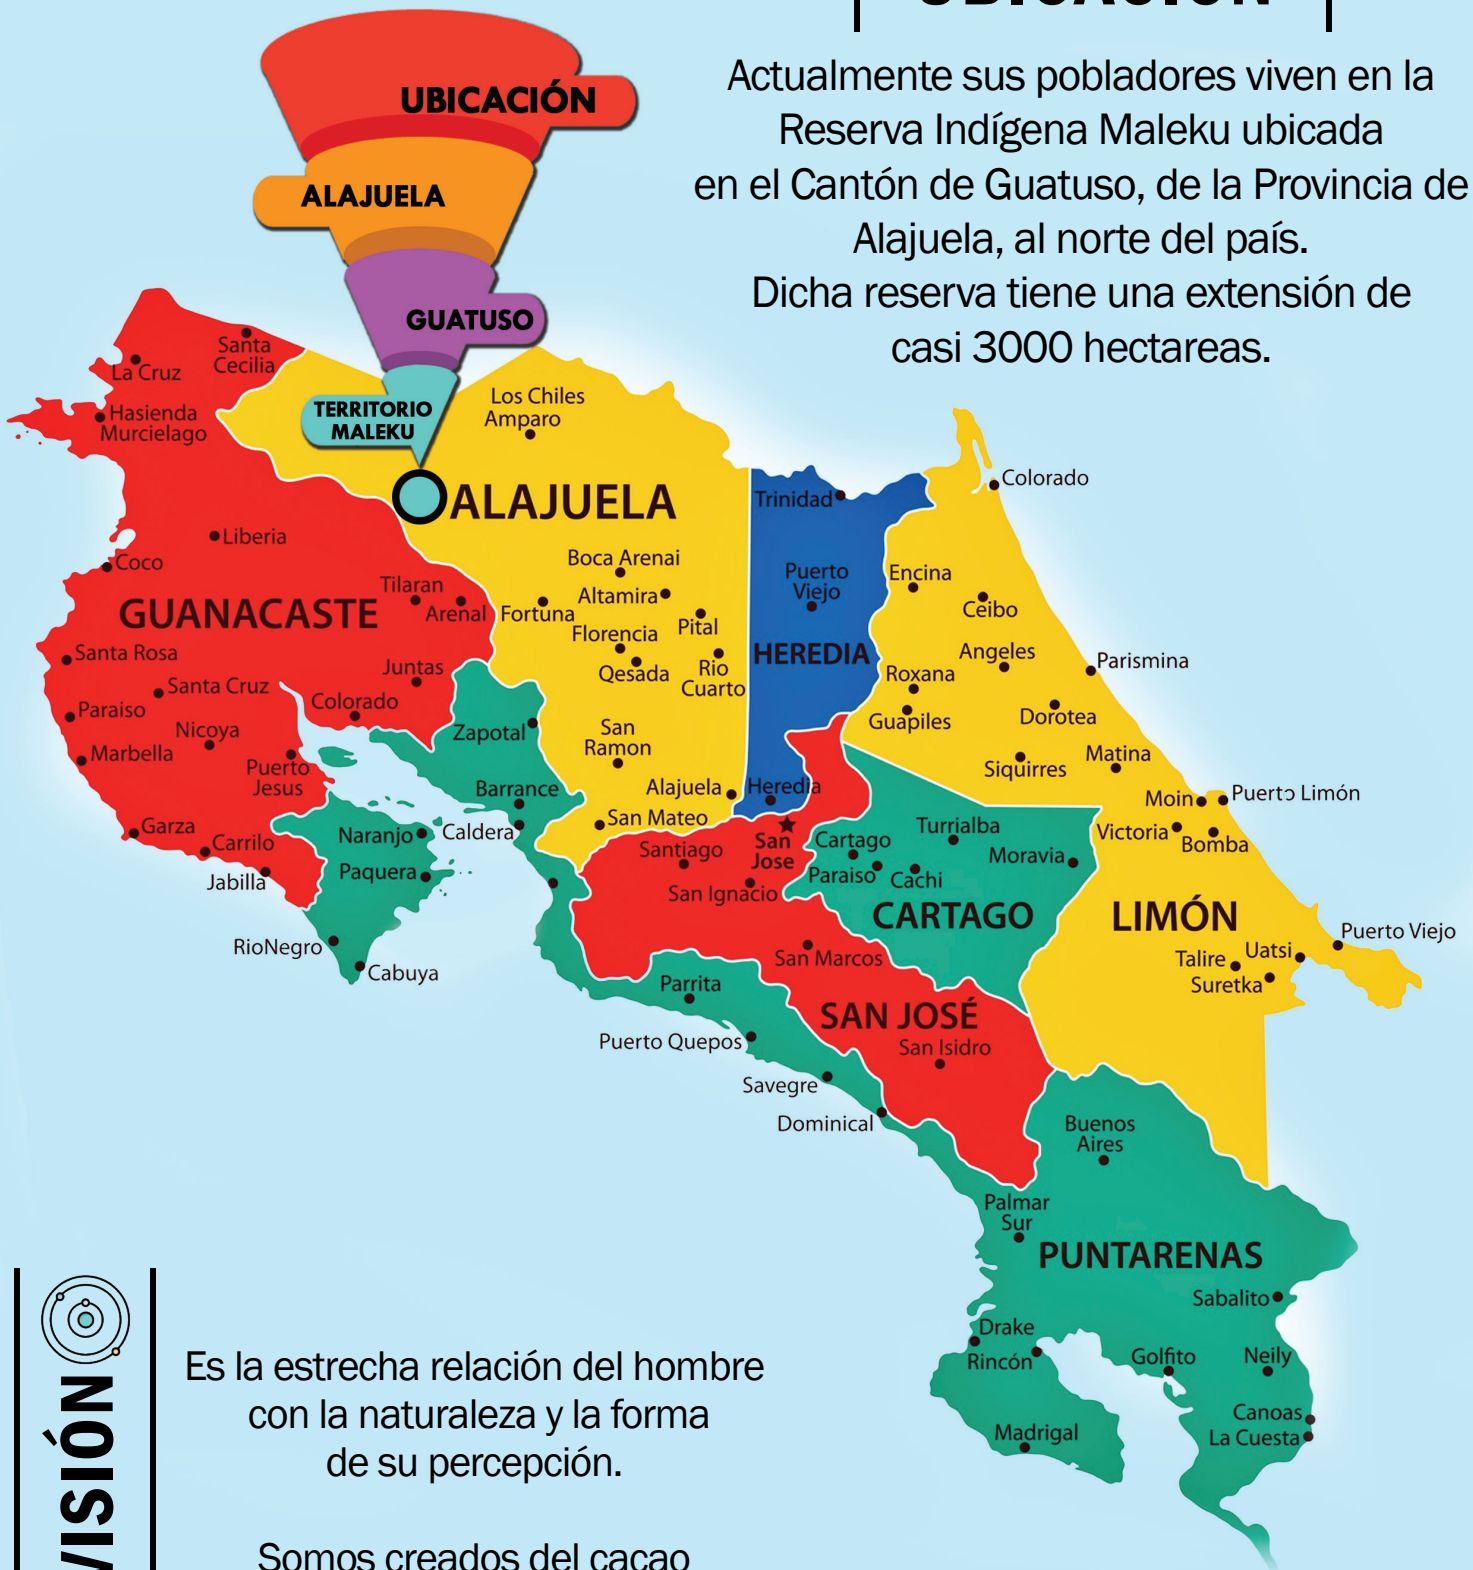 UBICACIÓN
Actualmente sus pobladores viven en la
Reserva Indígena Maleku ubicada
en el Cantón de Guatuso, de la Provincia de
Alajuela, al norte del país.
Dicha reserva tiene una extensión de
casi 3000 hectareas.
UBICACIÓN
ALAJUELA
GUATUSO
TERRITORIO
MALEKU
Santa
Cecilia
La Cruz
Hasienda
Murcielago
Los Chiles
Amparo
ALAJUELA
Trinidad
Colorado
Liberia
Coco
Boca Arenai
Tilaran
Arenal
Fortuna
Altamira
Puerto
Viejo
Encina
Ceibo
GUANACASTE
Florencia
Pital
Qesada
Rio
Cuarto
HEREDIA
Angeles
Parismina
Santa Rosa
Juntas
Roxana
Santa Cruz
Colorado
Paraiso
Nicoya
Marbella
Puerto
Jesus
Zapotal
San
Ramon
Guapiles
Dorotea
Matina
Siquirres
Barrance
Alajuela
Heredia
Moin
Puerto Limón
Garza
Carrilo
Naranjo
Caldera
San Mateo
San
Jose
Cartago
Turrialba
Victoria
Bomba
Santiago
Moravia
Jabilla
Paquera
San Ignacio
Paraiso
Cachi
CARTAGO
LIMÓN
RioNegro
Cabuya
San Marcos
Puerto Viejo
Talire
Uatsi
Suretka
Parrita
SAN JOSÉ
Puerto Quepos
San Isidro
Savegre
Dominical
Buenos
Aires
Palmar
Sur
PUNTARENAS
Sabalito
Drake
Rincón
Golfito
Neily
Canoas
La Cuesta
Madrigal
VISIÓN
Es la estrecha relación del hombre
con la naturaleza y la forma
de su percepción.
Somos creados del cacao